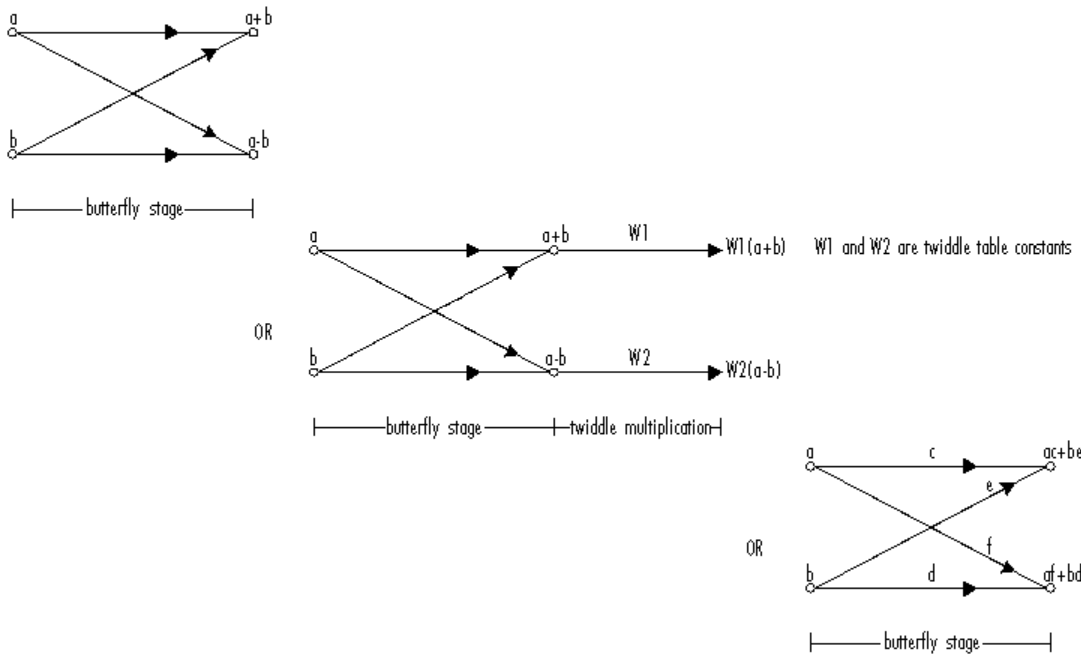 a a+b
b a-b
butterfly stage
a a+b W1 W1(a+b) W1 and W2 are twiddle table constants
OR
b a-b W2 W2(a-b)
butterfly stage twiddle multiplication
a c ac+be
e
OR f
b d af+bd
butterfly stage